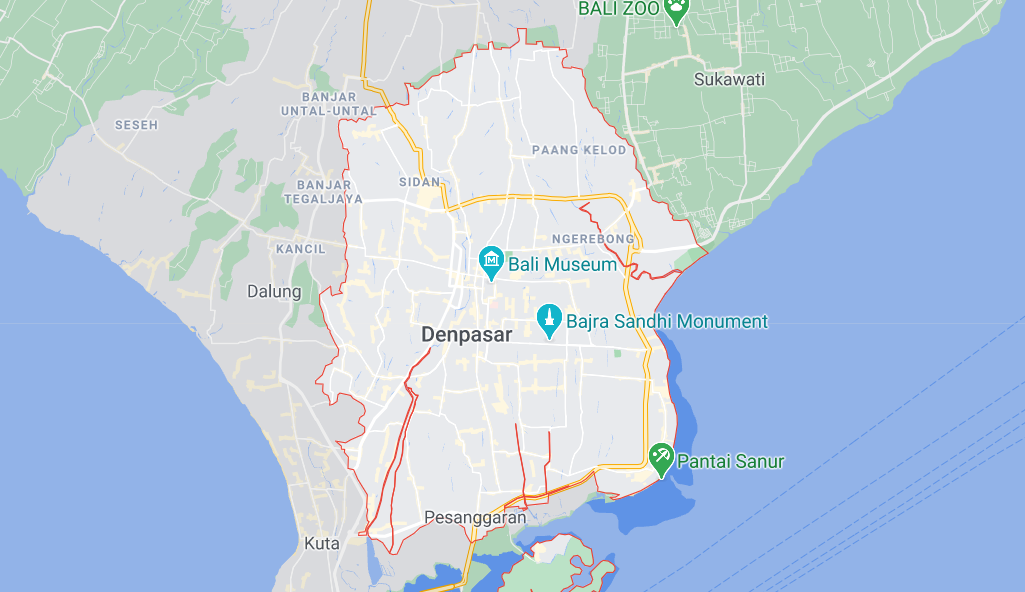 BALI ZOO
Sukawati
BANJAR
UNTAL-UNTAL
SESEH
PAANG KELOD
SIDAN
BANJAR
TEGALJAYA
NGEREBONG
KANCIL
Bali Museum
Dalung
Bajra Sandhi Monument
Denpasar
Pantai Sanur
Pesanggaran
Kuta